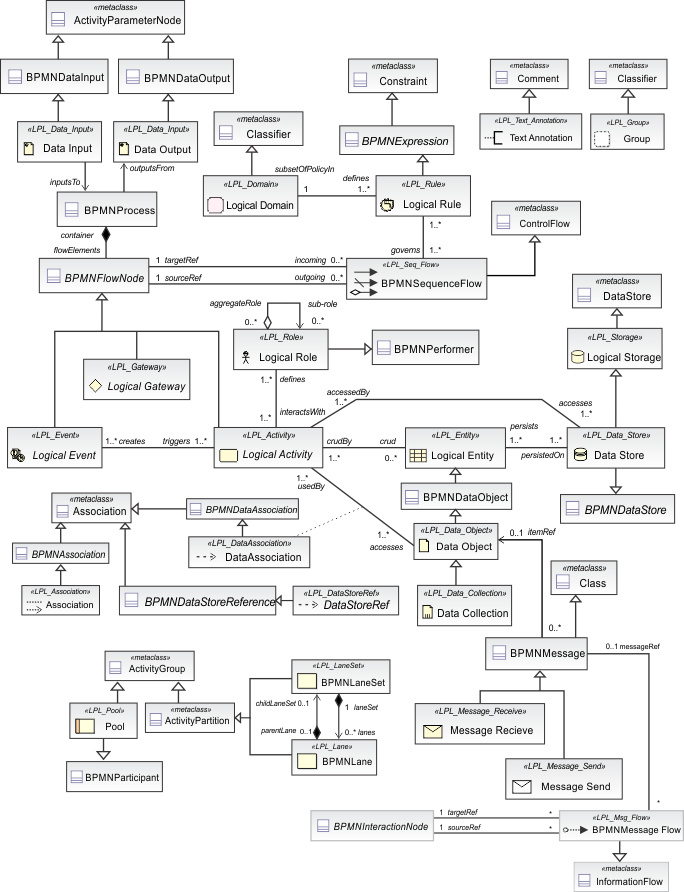 «metaclass»
ActivityParameterNode
BPMNDataInput
BPMNDataOutput
«metaclass»
Constraint
«metaclass»
Comment
«metaclass»
Classifier
«LPL_Data_Input»
Data Input
«LPL_Data_Input»
Data Output
«metaclass»
Classifier
BPMNExpression
«LPL_Text_Annotation»
Text Annotation
«LPL_Group»
Group
inputsTo
outputsFrom
subsetOfPolicyIn
defines
«LPL_Domain»
Logical Domain
1
1..*
«LPL_Rule»
Logical Rule
BPMNProcess
«metaclass»
ControlFlow
container
flowElements
1..*
governs
1..*
BPMNFlowNode
1 targetRef
incoming 0..*
1 sourceRef
outgoing 0..*
«LPL_Seq_Flow»
BPMNSequenceFlow
«metaclass»
DataStore
aggregateRole
sub-role
0..*
0..*
«LPL_Role»
Logical Role
BPMNPerformer
«LPL_Storage»
Logical Storage
«LPL_Gateway»
Logical Gateway
1..*
defines
accessedBy
1..*
accesses
1..*
1..*
interactsWith
«LPL_Event»
Logical Event
1..* creates
triggers
1..*
«LPL_Activity»
Logical Activity
crudBy
crud
1..*
0..*
«LPL_Entity»
Logical Entity
persists
1..*
1..*
persistedOn
«LPL_Data_Store»
Data Store
1..*
usedBy
BPMNDataObject
BPMNDataStore
«metaclass»
Association
BPMNDataAssociation
«LPL_DataAssociation»
DataAssociation
1..*
accesses
«LPL_Data_Object»
Data Object
0..1 itemRef
BPMNAssociation
«metaclass»
Class
«LPL_Association»
Association
BPMNDataStoreReference
«LPL_DataStoreRef»
DataStoreRef
«LPL_Data_Collection»
Data Collection
0..*
BPMNMessage
0..1 messageRef
«metaclass»
ActivityGroup
«LPL_LaneSet»
BPMNLaneSet
«LPL_Pool»
Pool
«metaclass»
ActivityPartition
childLaneSet 0..1
1 laneSet
parentLane 0..1
0..* lanes
«LPL_Message_Receive»
Message Recieve
«LPL_Lane»
BPMNLane
BPMNParticipant
«LPL_Message_Send»
Message Send
*
BPMNInteractionNode
1 targetRef
*
1 sourceRef
*
«LPL_Msg_Flow»
BPMNMessage Flow
«metaclass»
InformationFlow